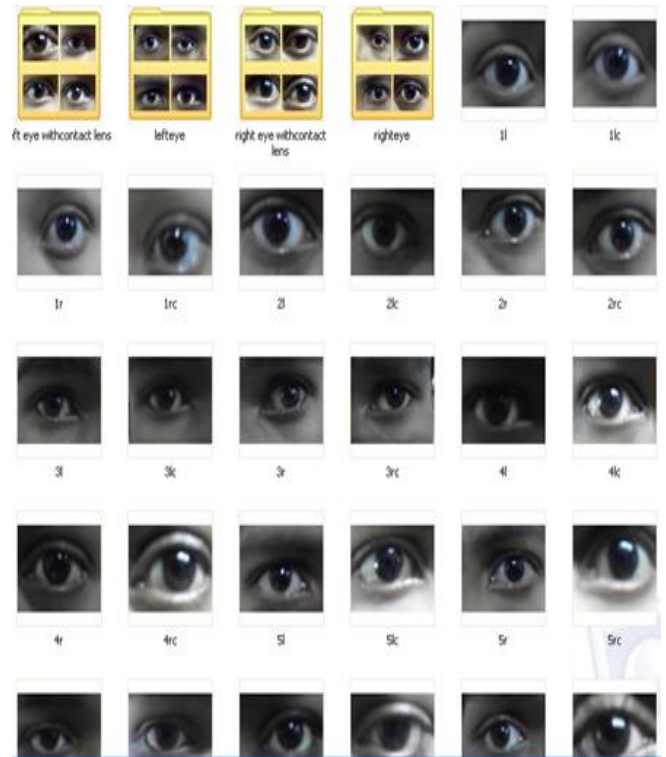 ft eye withcontact lens
lefteye
right eye withcontact
lens
righteye
1l
1lc
1r
1rc
2l
2lc
2r
2rc
3l
3lc
3r
3rc
4l
4lc
4r
4rc
5l
5lc
5r
5rc